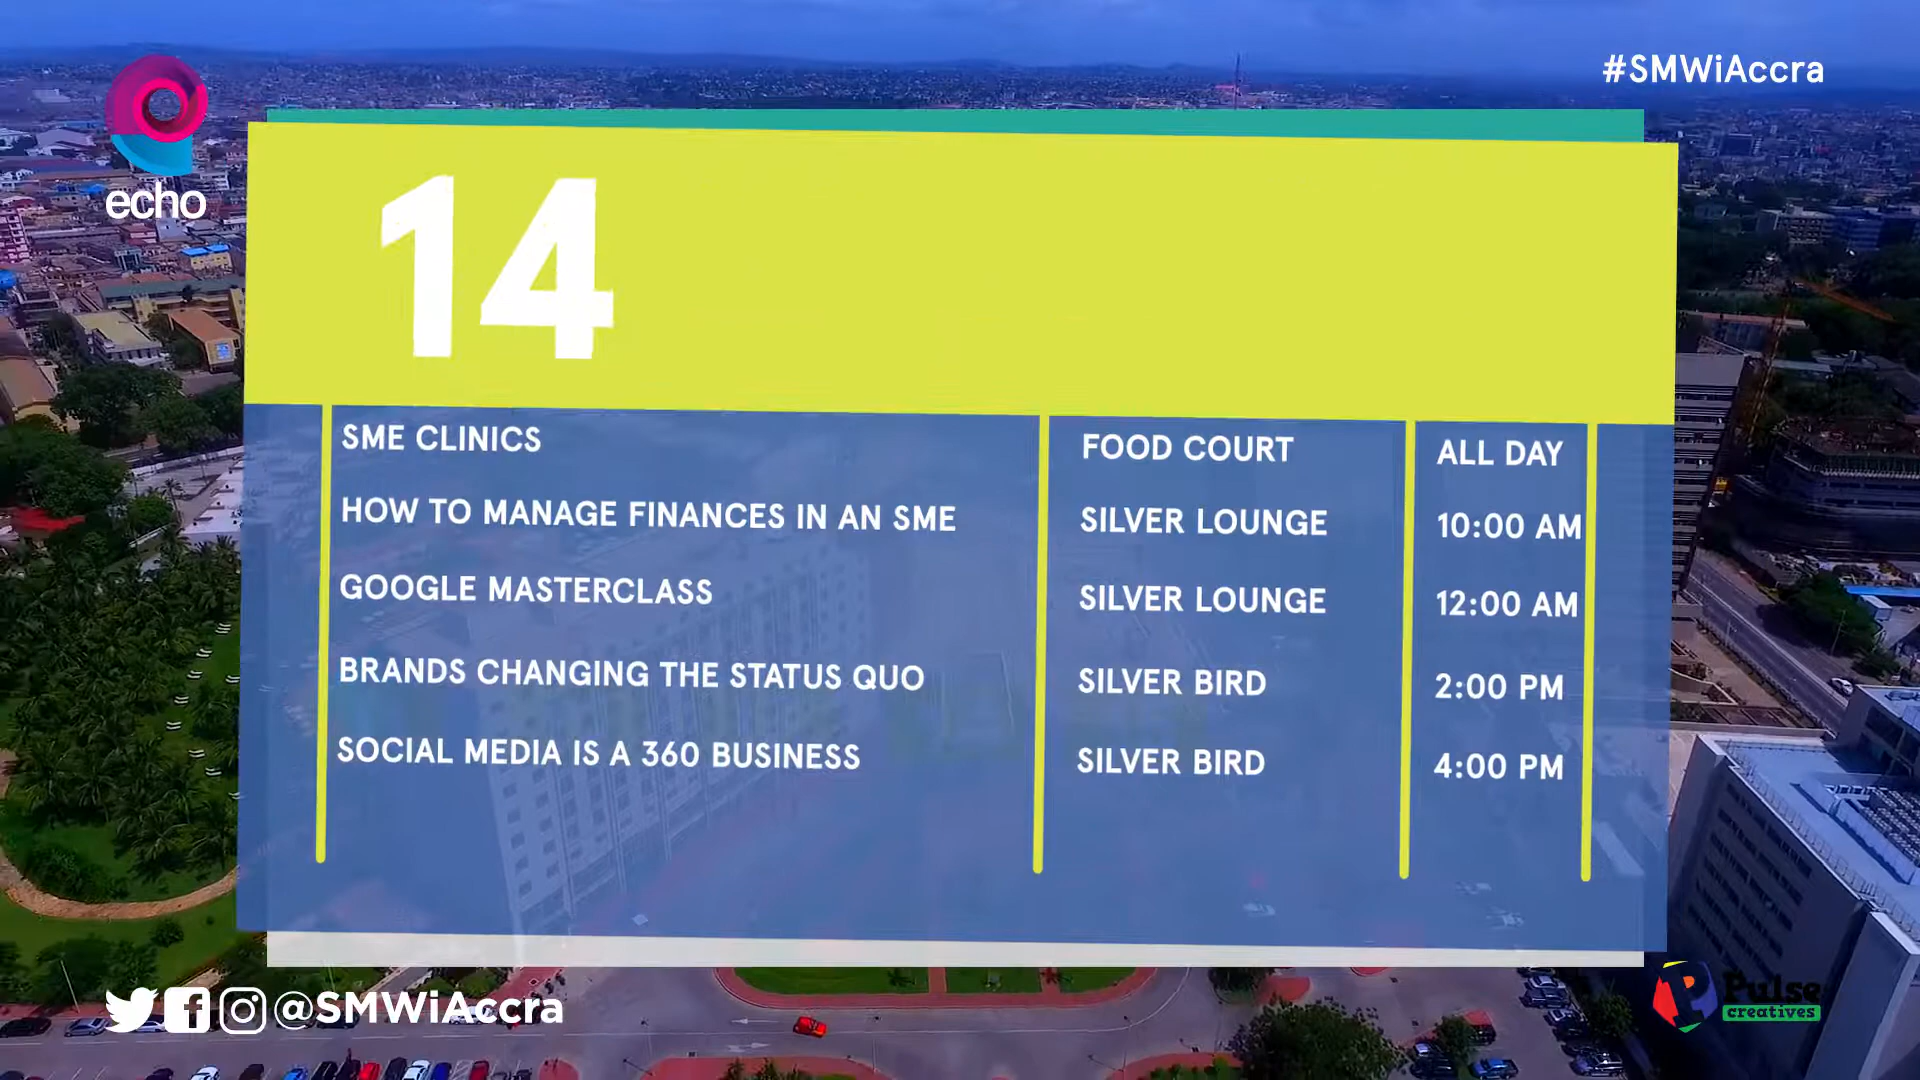 #SMWiAccra
echo
14
SME CLINICS FOOD COURT ALL DAY
HOW TO MANAGE FINANCES IN AN SME SILVER LOUNGE 10:00 AM
GOOGLE MASTERCLASS SILVER LOUNGE 12:00 AM
BRANDS CHANGING THE STATUS QUO SILVER BIRD 2:00 PM
SOCIAL MEDIA IS A 360 BUSINESS SILVER BIRD 4:00 PM
@SMWiAccra
Pulse
creatives